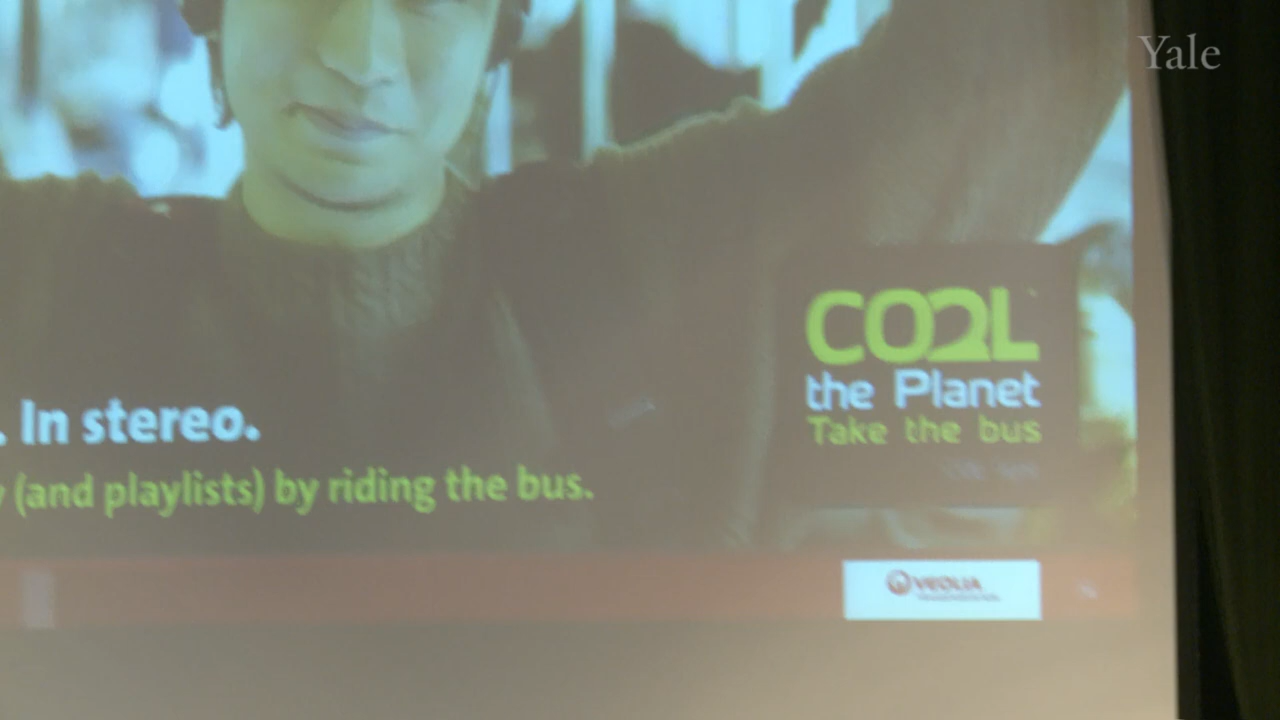 Yale
CO2L
the Planet
Take the bus
. In stereo.
(and playlists) by riding the bus.
VEOLIA